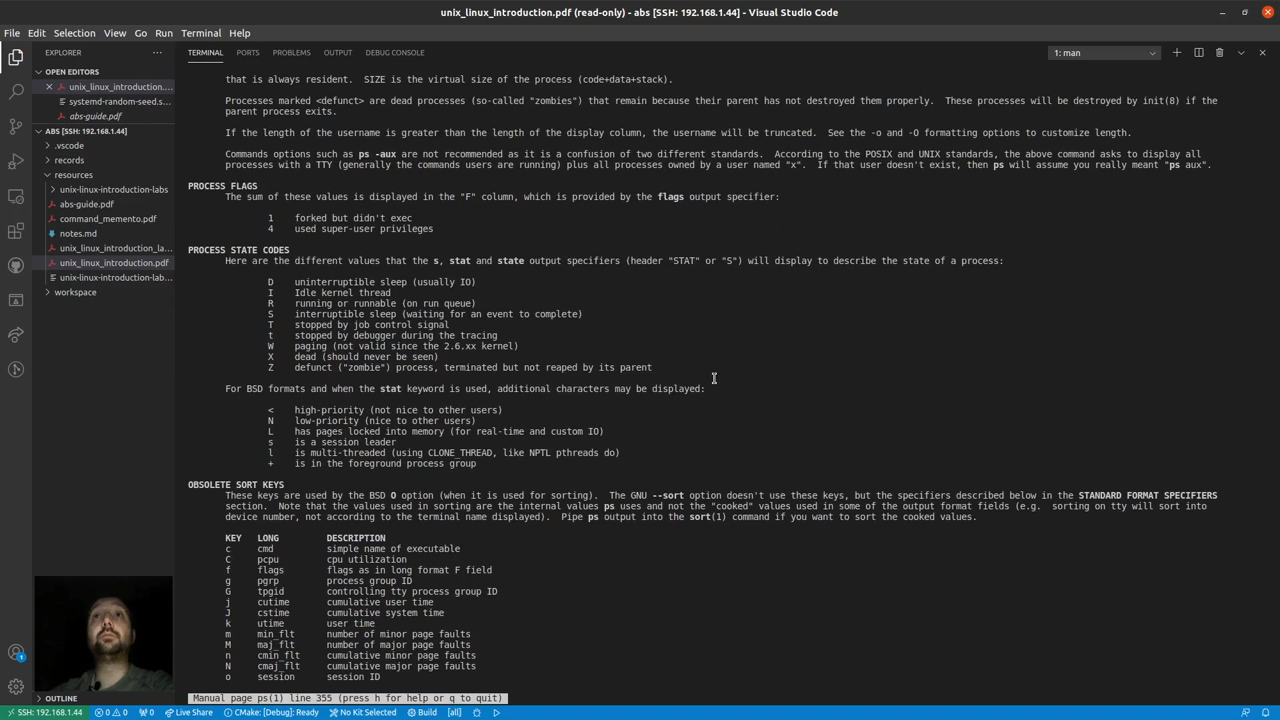 unix_linux_introduction.pdf (read-only) - abs [SSH: 192.168.1.44] - Visual Studio Code
File Edit Selection View Go Run Terminal Help
EXPLORER
OPEN EDITORS
unix_linux_introduction....
systemd-random-seed.s...
abs-guide.pdf
ABS [SSH: 192.168.1.44]
.vscode
records
resources
unix-linux-introduction-labs
abs-guide.pdf
command_memento.pdf
notes.md
unix_linux_introduction_la...
unix_linux_introduction.pdf
unix-linux-introduction-lab...
workspace
OUTLINE
TERMINAL PORTS PROBLEMS OUTPUT DEBUG CONSOLE
1: man
that is always resident. SIZE is the virtual size of the process (code+data+stack).
Processes marked <defunct> are dead processes (so-called "zombies") that remain because their parent has not destroyed them properly. These processes will be destroyed by init(8) if the
parent process exits.
If the length of the username is greater than the length of the display column, the username will be truncated. See the -o and -O formatting options to customize length.
Commands options such as ps -aux are not recommended as it is a confusion of two different standards. According to the POSIX and UNIX standards, the above command asks to display all
processes with a TTY (generally the commands users are running) plus all processes owned by a user named "x". If that user doesn't exist, then ps will assume you really meant "ps aux".
PROCESS FLAGS
The sum of these values is displayed in the "F" column, which is provided by the flags output specifier:
1 forked but didn't exec
4 used super-user privileges
PROCESS STATE CODES
Here are the different values that the s, stat and state output specifiers (header "STAT" or "S") will display to describe the state of a process:
D uninterruptible sleep (usually IO)
I Idle kernel thread
R running or runnable (on run queue)
S interruptible sleep (waiting for an event to complete)
T stopped by job control signal
t stopped by debugger during the tracing
W paging (not valid since the 2.6.xx kernel)
X dead (should never be seen)
Z defunct ("zombie") process, terminated but not reaped by its parent
For BSD formats and when the stat keyword is used, additional characters may be displayed:
< high-priority (not nice to other users)
N low-priority (nice to other users)
L has pages locked into memory (for real-time and custom IO)
s is a session leader
l is multi-threaded (using CLONE_THREAD, like NPTL pthreads do)
+ is in the foreground process group
OBSOLETE SORT KEYS
These keys are used by the BSD O option (when it is used for sorting). The GNU --sort option doesn't use these keys, but the specifiers described below in the STANDARD FORMAT SPECIFIERS
section. Note that the values used in sorting are the internal values ps uses and not the "cooked" values used in some of the output format fields (e.g. sorting on tty will sort into
device number, not according to the terminal name displayed). Pipe ps output into the sort(1) command if you want to sort the cooked values.
KEY LONG DESCRIPTION
c cmd simple name of executable
C pcpu cpu utilization
f flags flags as in long format F field
g pgrp process group ID
G tpgid controlling tty process group ID
j cutime cumulative user time
J cstime cumulative system time
k utime user time
m min_flt number of minor page faults
M maj_flt number of major page faults
n cmin_flt cumulative minor page faults
N cmaj_flt cumulative major page faults
o session session ID
Manual page ps(1) line 355 (press h for help or q to quit)
SSH: 192.168.1.44 0 0 0 Live Share CMake: [Debug]: Ready No Kit Selected Build [all]